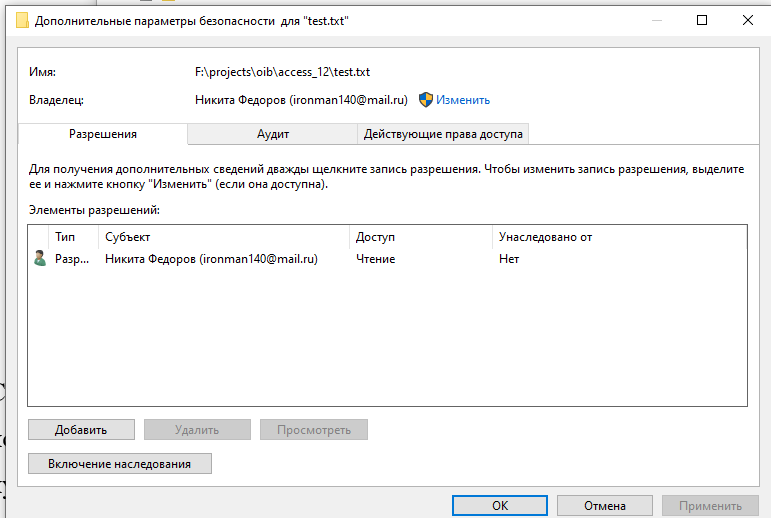 Дополнительные параметры безопасности для "test.txt"
Имя: F:\projects\oib\access_12\test.txt
Владелец: Никита Федоров (ironman140@mail.ru) Изменить
Разрешения Аудит Действующие права доступа
Для получения дополнительных сведений дважды щелкните запись разрешения. Чтобы изменить запись разрешения, выделите
ее и нажмите кнопку "Изменить" (если она доступна).
Элементы разрешений:
Тип Субъект Доступ Унаследовано от
Разр... Никита Федоров (ironman140@mail.ru) Чтение Нет
Добавить Удалить Просмотреть
Включение наследования
ОК Отмена Применить